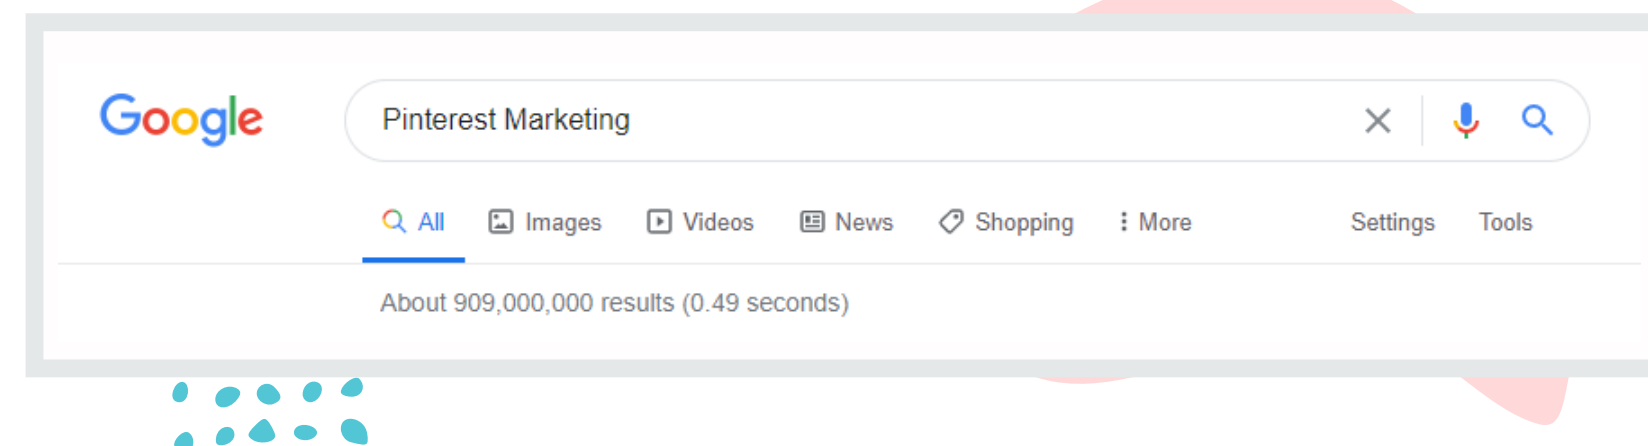 Google Pinterest Marketing
All Images Videos News Shopping More Settings Tools
About 909,000,000 results (0.49 seconds)